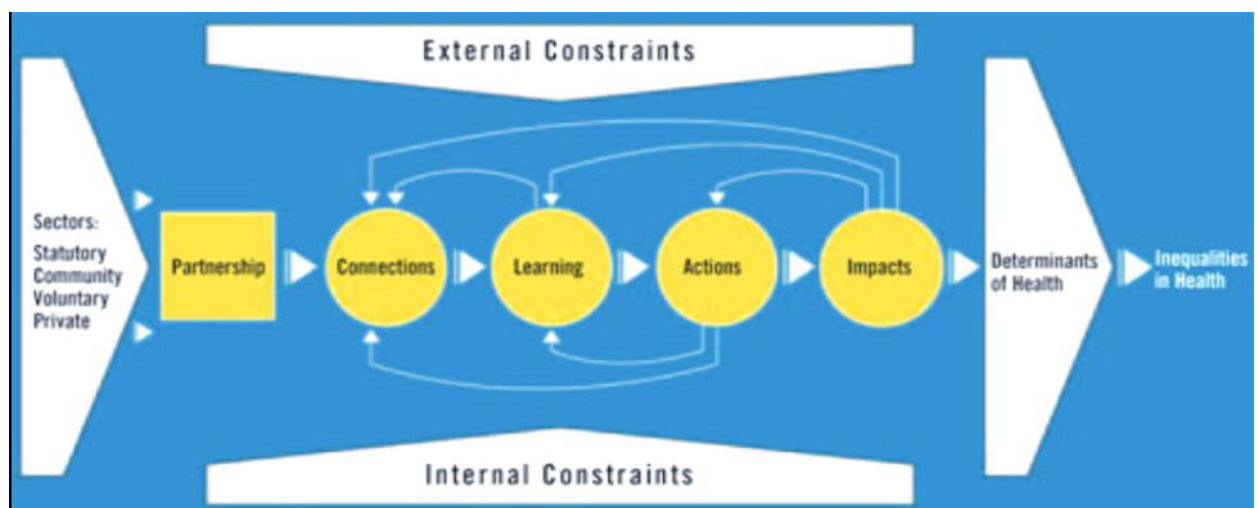 External Constraints
Sectors:
Statutory
Community
Voluntary
Private
Partnership
Connections
Learning
Actions
Impacts
Determinants
of Health
Inequalities
in Health
Internal Constraints